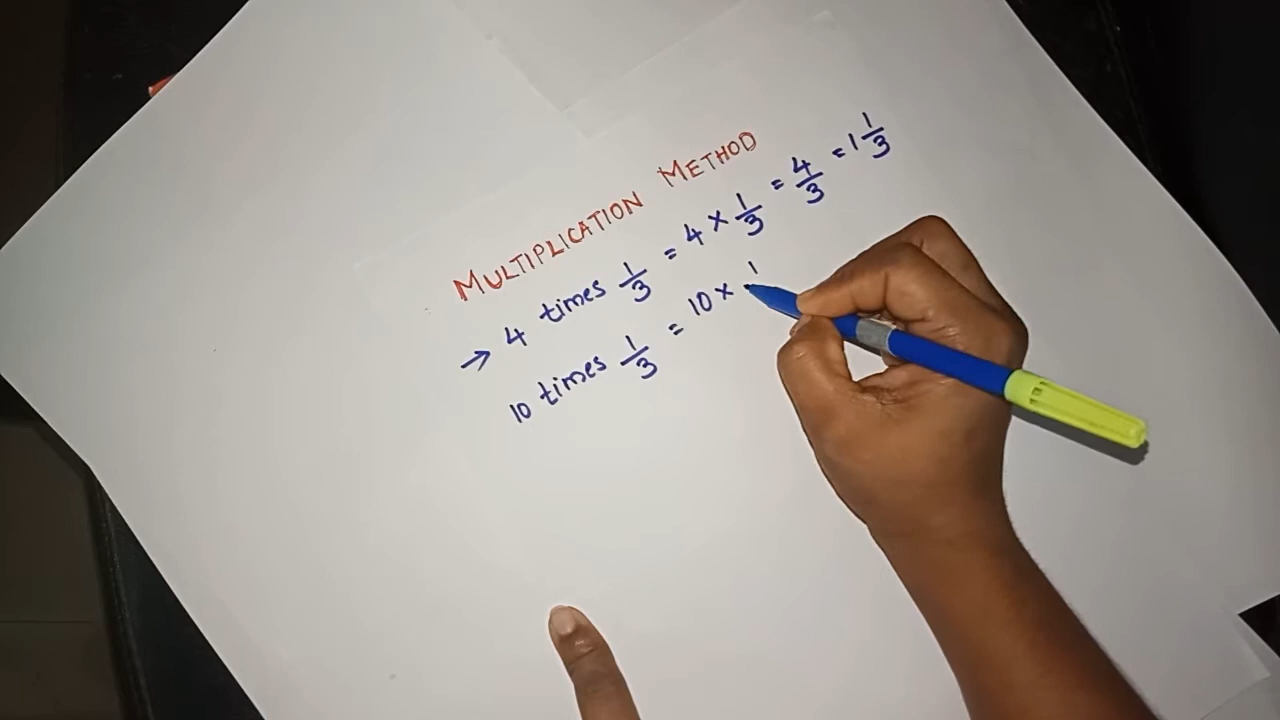 MULTIPLICATION METHOD
→ 4 times 1/3 = 4 × 1/3 = 4/3 = 1 1/3
10 times 1/3 = 10 × 1